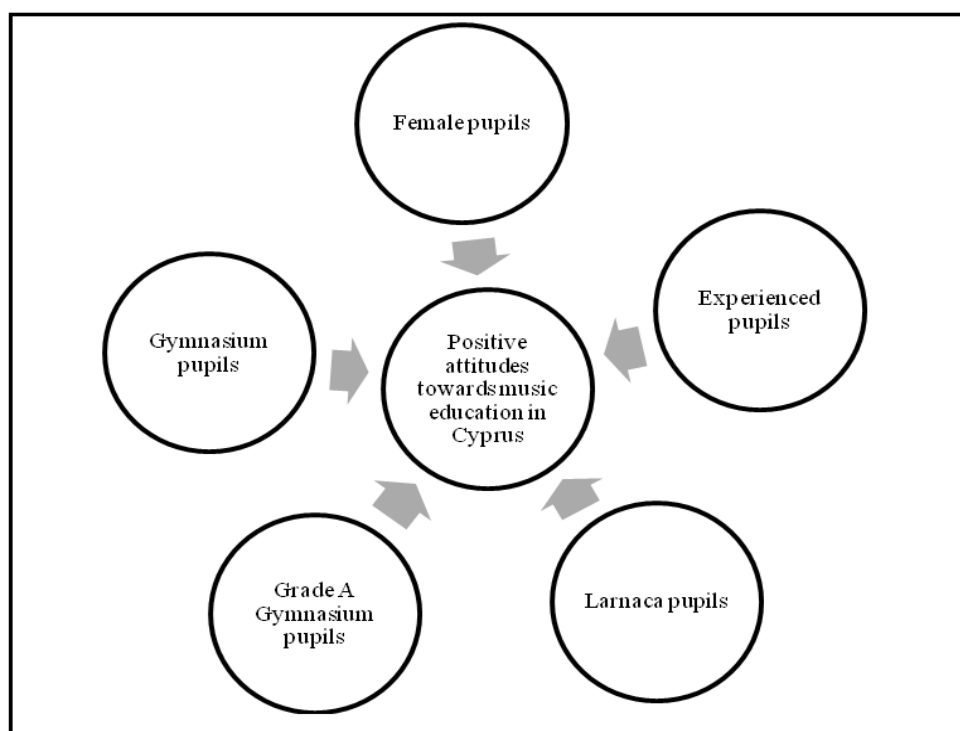 Female pupils
Experienced
pupils
Gymnasium
pupils
Positive
attitudes
towards music
education in
Cyprus
Grade A
Gymnasium
pupils
Larnaca pupils